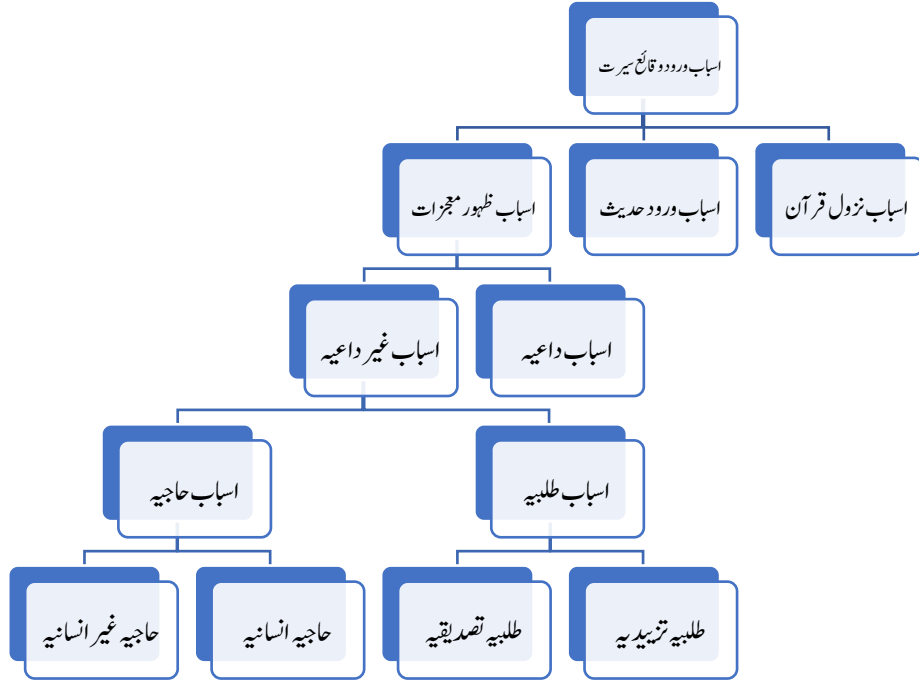 اسباب ورود وقائع سیرت
اسباب نزول قرآن
اسباب ورود حدیث
اسباب ظہور معجزات
اسباب داعیہ
اسباب غیر داعیہ
اسباب طلبیہ
اسباب حاجیہ
طلبیہ تزییدیہ
طلبیہ تصدیقیہ
حاجیہ انسانیہ
حاجیہ غیر انسانیہ